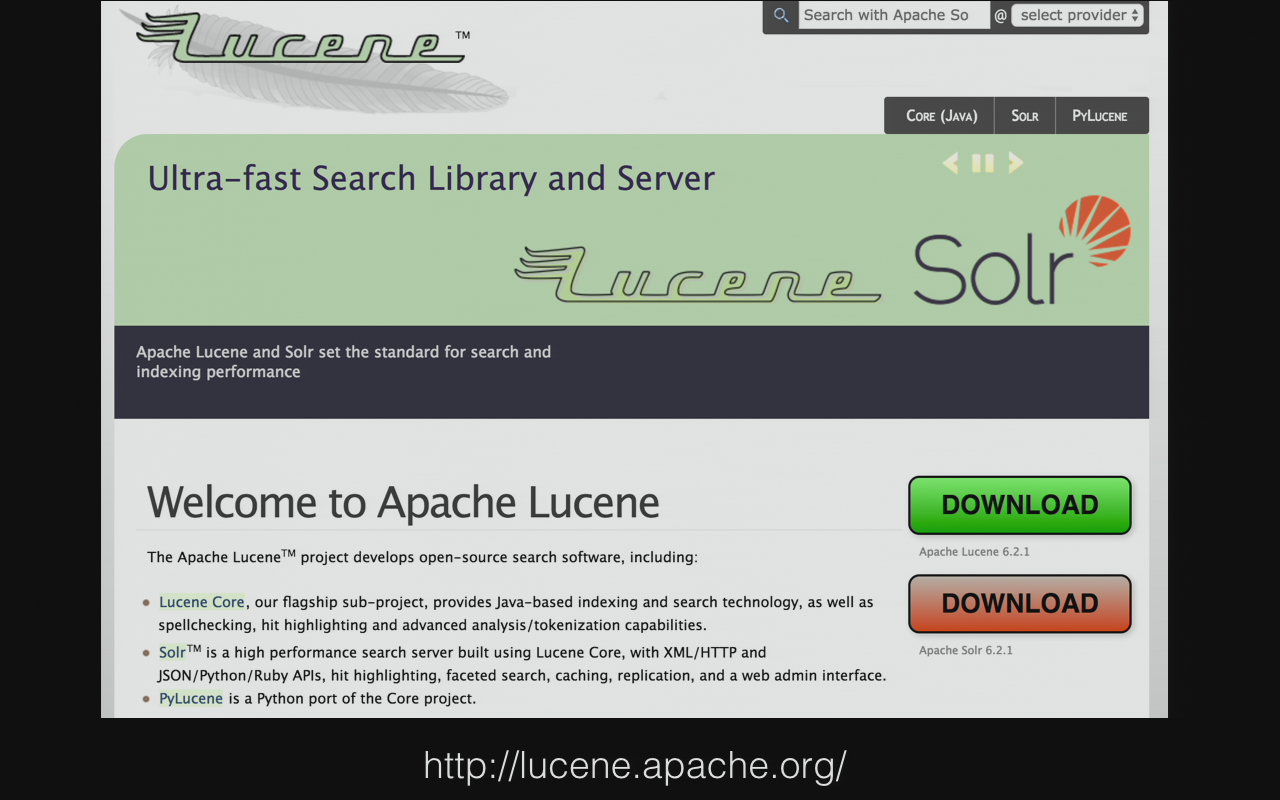 Lucene™
Search with Apache So @ select provider
Core (Java) Solr PyLucene
Ultra-fast Search Library and Server
Lucene Solr
Apache Lucene and Solr set the standard for search and
indexing performance
Welcome to Apache Lucene
DOWNLOAD
Apache Lucene 6.2.1
DOWNLOAD
Apache Solr 6.2.1
The Apache Lucene™ project develops open-source search software, including:
Lucene Core, our flagship sub-project, provides Java-based indexing and search technology, as well as
spellchecking, hit highlighting and advanced analysis/tokenization capabilities.
Solr™ is a high performance search server built using Lucene Core, with XML/HTTP and
JSON/Python/Ruby APIs, hit highlighting, faceted search, caching, replication, and a web admin interface.
PyLucene is a Python port of the Core project.
http://lucene.apache.org/